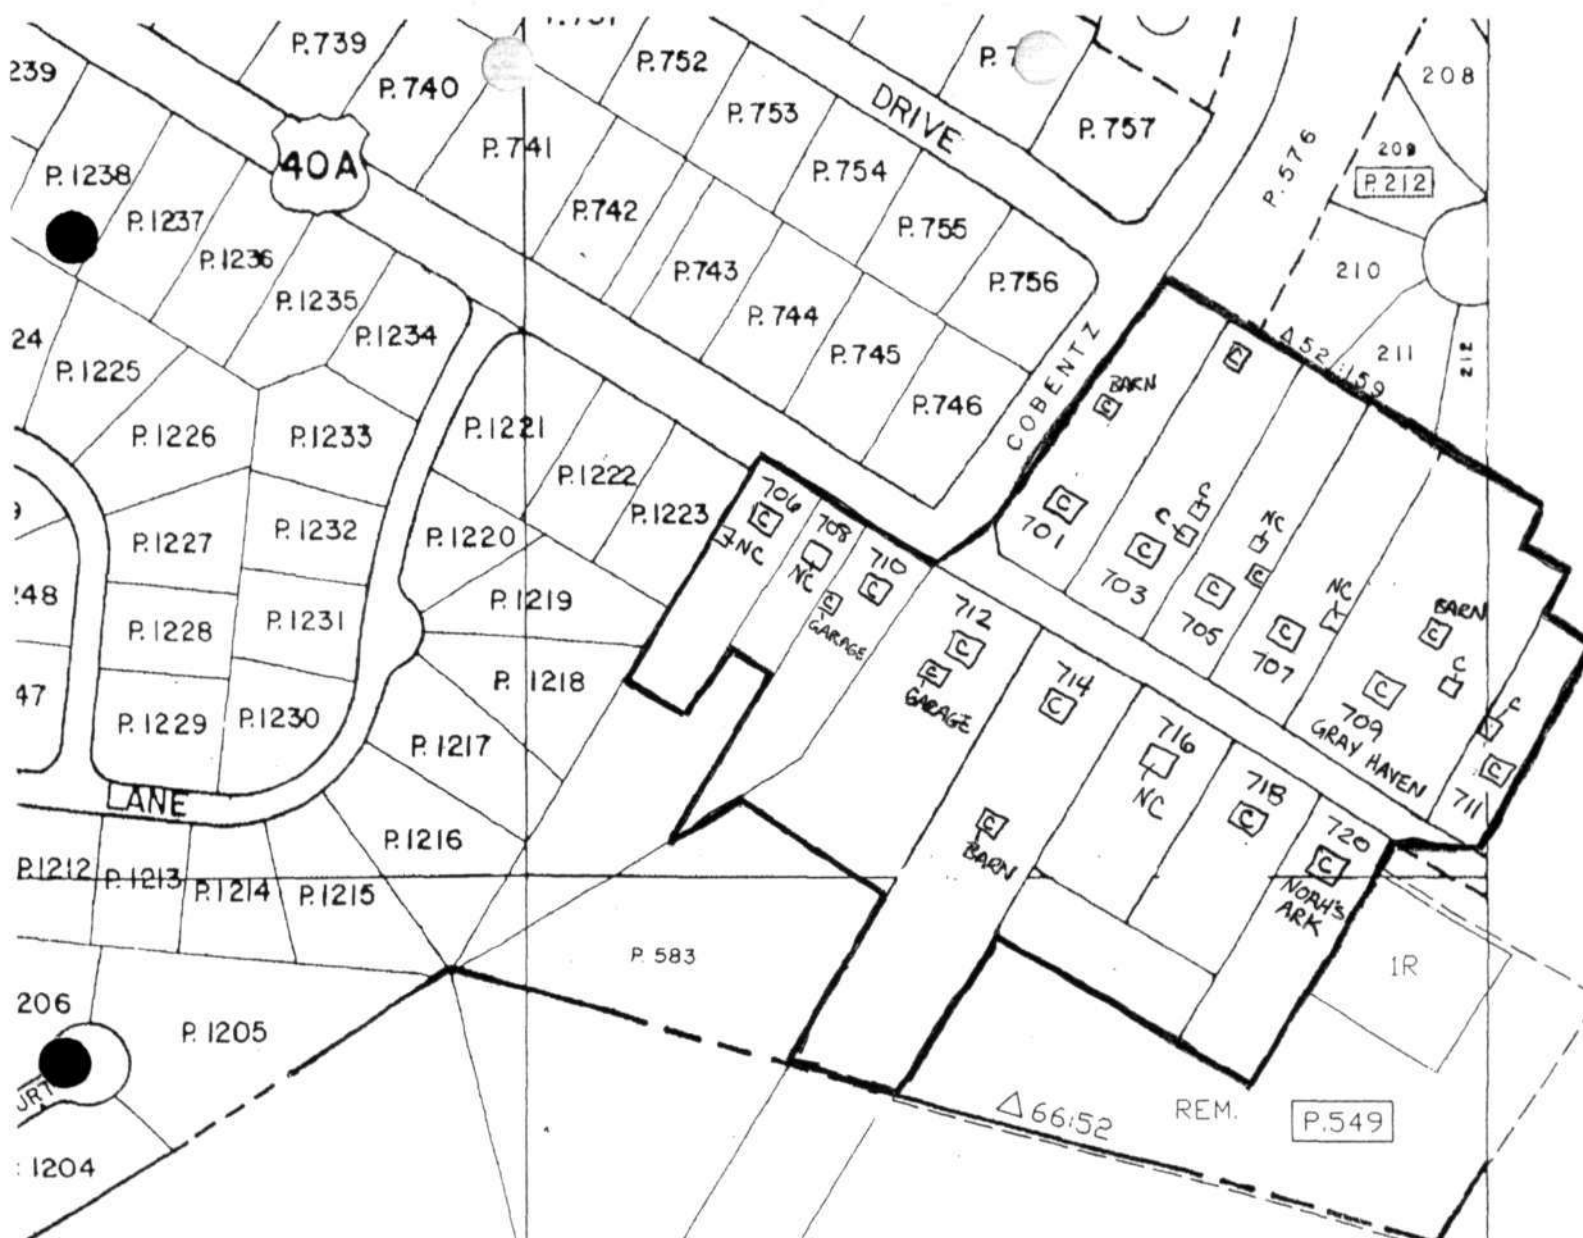 P.739
P.752
239
P.740
208
P.753
DRIVE
P.757
P.741
P.576
209
P.212
40A
P.1238
P.754
P.1237
P.742
P.755
P.1236
P.743
P.756
210
P.1235
P.744
24
P.1234
P.745
COBENTZ
△ 52:159
211
212
P.1225
BARN
C
C
P.746
P.1226
P.1233
P.1221
P.1222
706
C
NC
708
NC
710
C
C
GARAGE
C
701
C
703
C
C
P.1223
P.1220
P.1227
P.1232
NC
C
C
705
NC
C
707
BARN
C
C
C
709
GRAY HAVEN
C
C
711
248
P.1219
P.1228
P.1231
712
C
C
GARAGE
714
C
47
P.1218
P.1229
P.1230
P.1217
716
NC
718
C
LANE
C
BARN
720
C
NOAH'S
ARK
P.1216
P.1212
P.1213
P.1214
P.1215
P.583
1R
206
P.1205
△ 66:52
REM.
P.549
1204